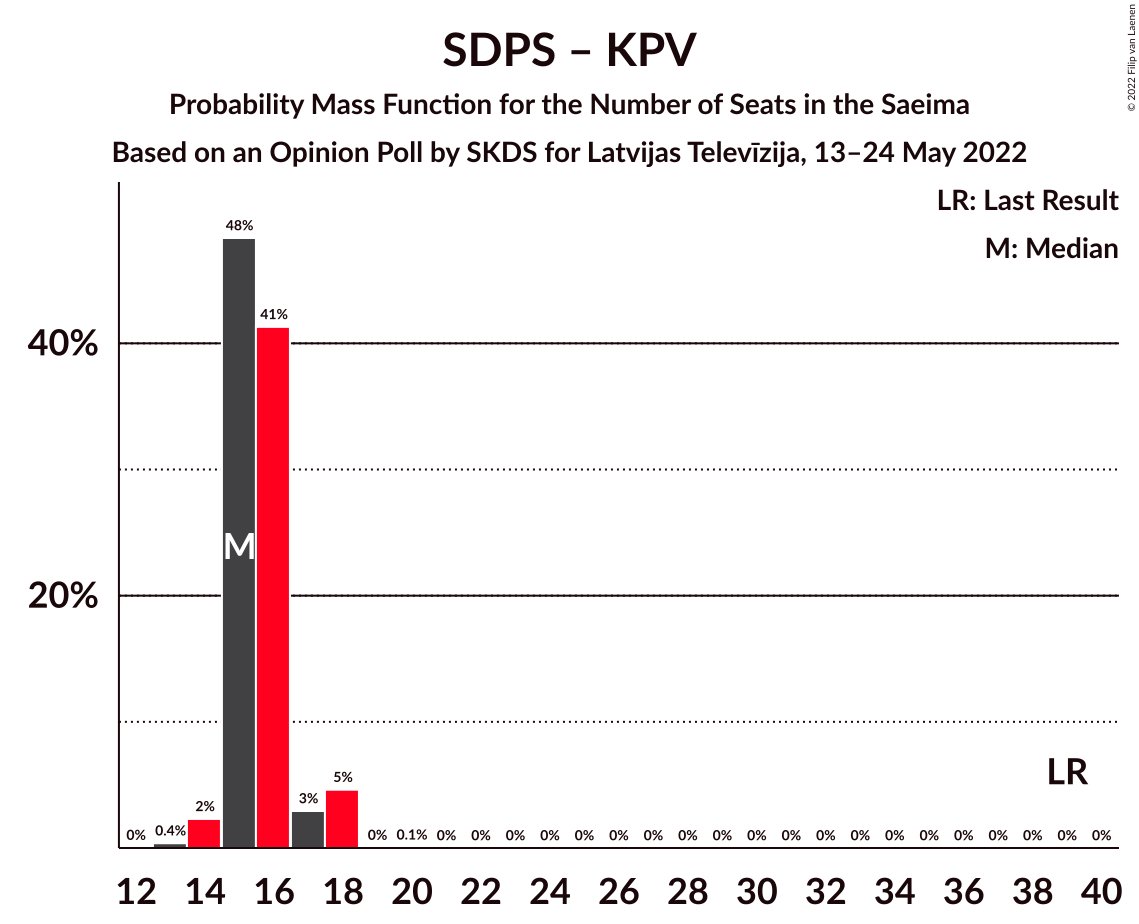 SDPS – KPV
Probability Mass Function for the Number of Seats in the Saeima
Based on an Opinion Poll by SKDS for Latvijas Televīzija, 13–24 May 2022
© 2022 Filip van Laenen
LR: Last Result
M: Median
40%
20%
0% 0.4% 2% 48% 41% 3% 5% 0% 0.1% 0% 0% 0% 0% 0% 0% 0% 0% 0% 0% 0% 0% 0% 0% 0% 0% 0% 0% 0% 0%
M
LR
12 14 16 18 20 22 24 26 28 30 32 34 36 38 40